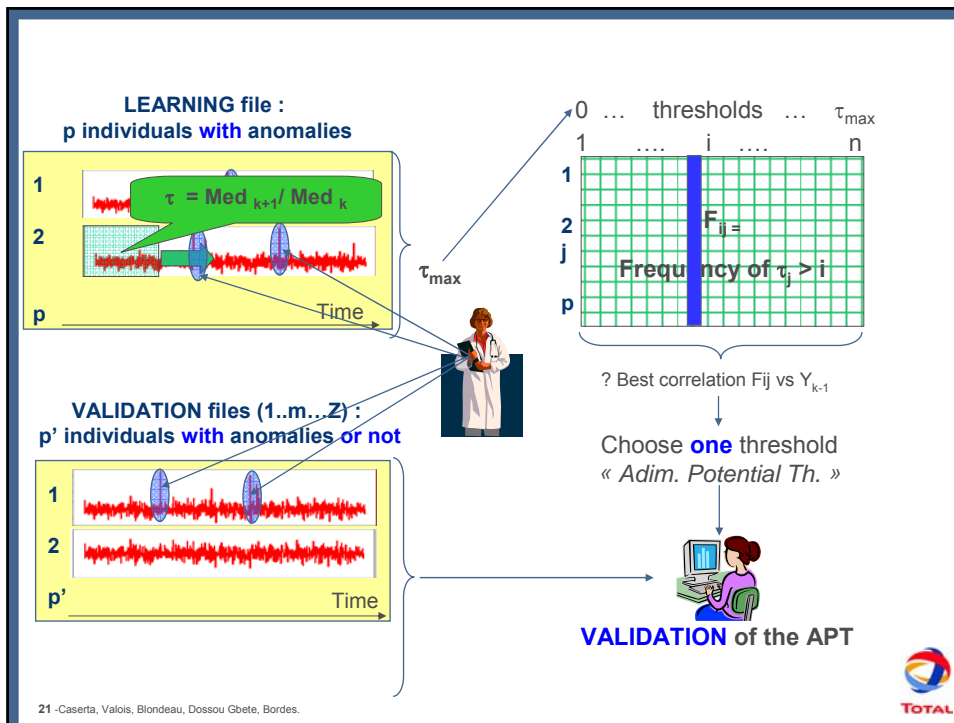 LEARNING file :
p individuals with anomalies
1
τ = Med k+1/ Med k
2
p
Time
τmax
0 … thresholds … τmax
1 …. i …. n
1
2
j
p
Fij =
Frequency of τj > i
? Best correlation Fij vs Yk-1
Choose one threshold
« Adim. Potential Th. »
VALIDATION files (1..m…Z) :
p’ individuals with anomalies or not
1
2
p’
Time
VALIDATION of the APT
21 -Caserta, Valois, Blondeau, Dossou Gbete, Bordes.
TOTAL